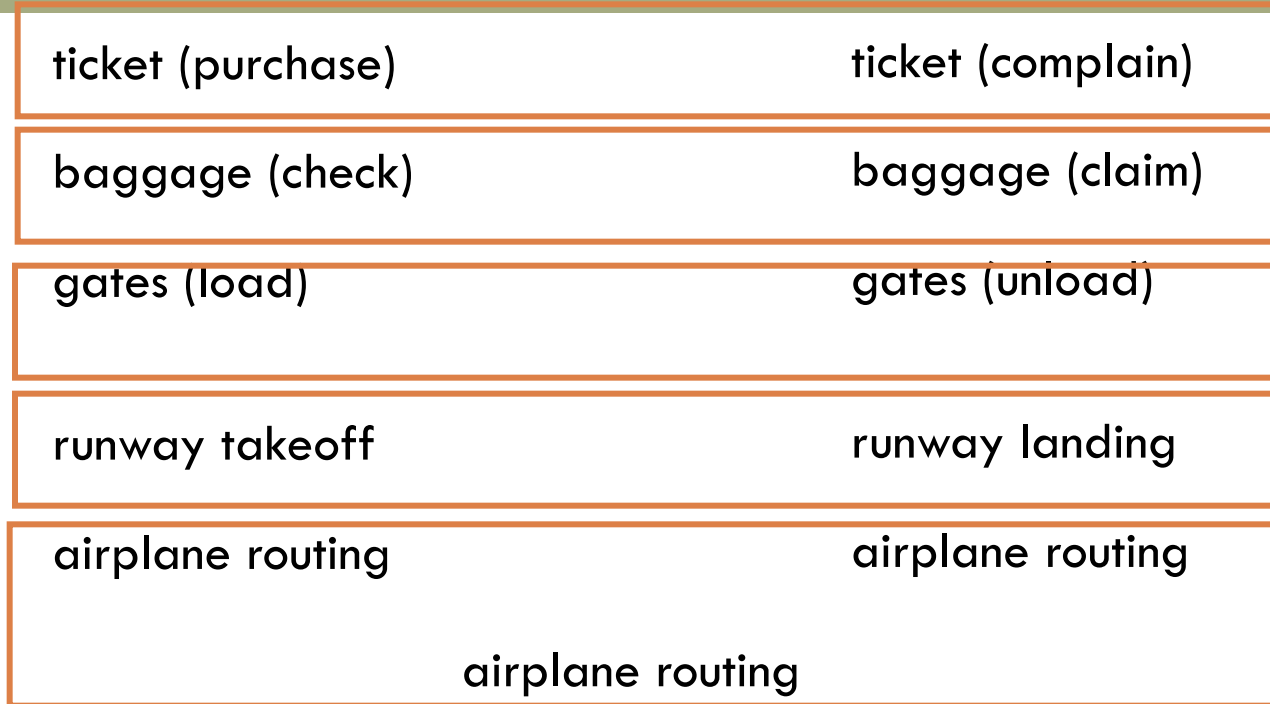 ticket (purchase) ticket (complain)
baggage (check) baggage (claim)
gates (load) gates (unload)
runway takeoff runway landing
airplane routing airplane routing
airplane routing